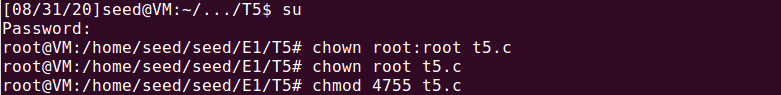 [08/31/20]seed@VM:~/.../T5$ su
Password:
root@VM:/home/seed/seed/E1/T5# chown root:root t5.c
root@VM:/home/seed/seed/E1/T5# chown root t5.c
root@VM:/home/seed/seed/E1/T5# chmod 4755 t5.c